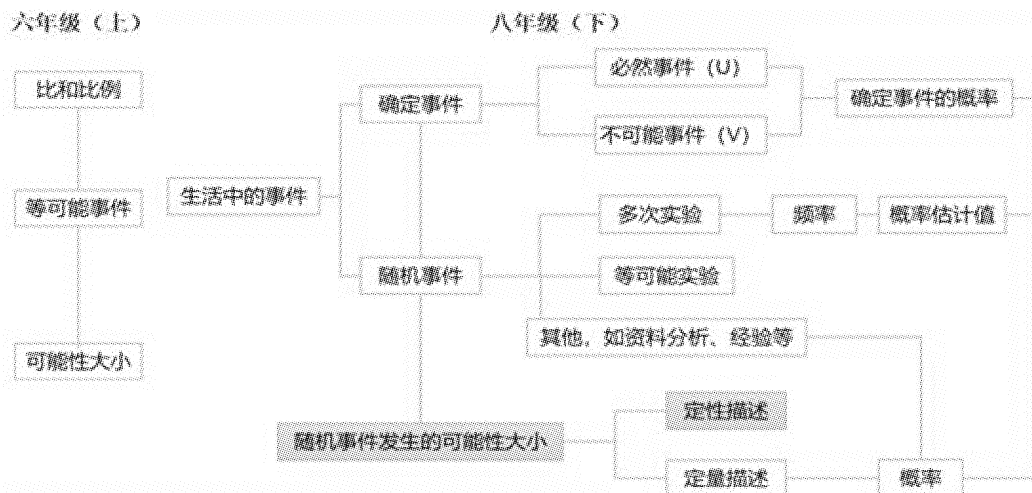 六年级（上）
八年级（下）
比和比例
等可能事件
可能性大小
生活中的事件
确定事件
随机事件
必然事件（U）
不可能事件（V）
确定事件的概率
多次实验
频率
概率估计值
等可能实验
其他，如资料分析、经验等
随机事件发生的可能性大小
定性描述
定量描述
概率